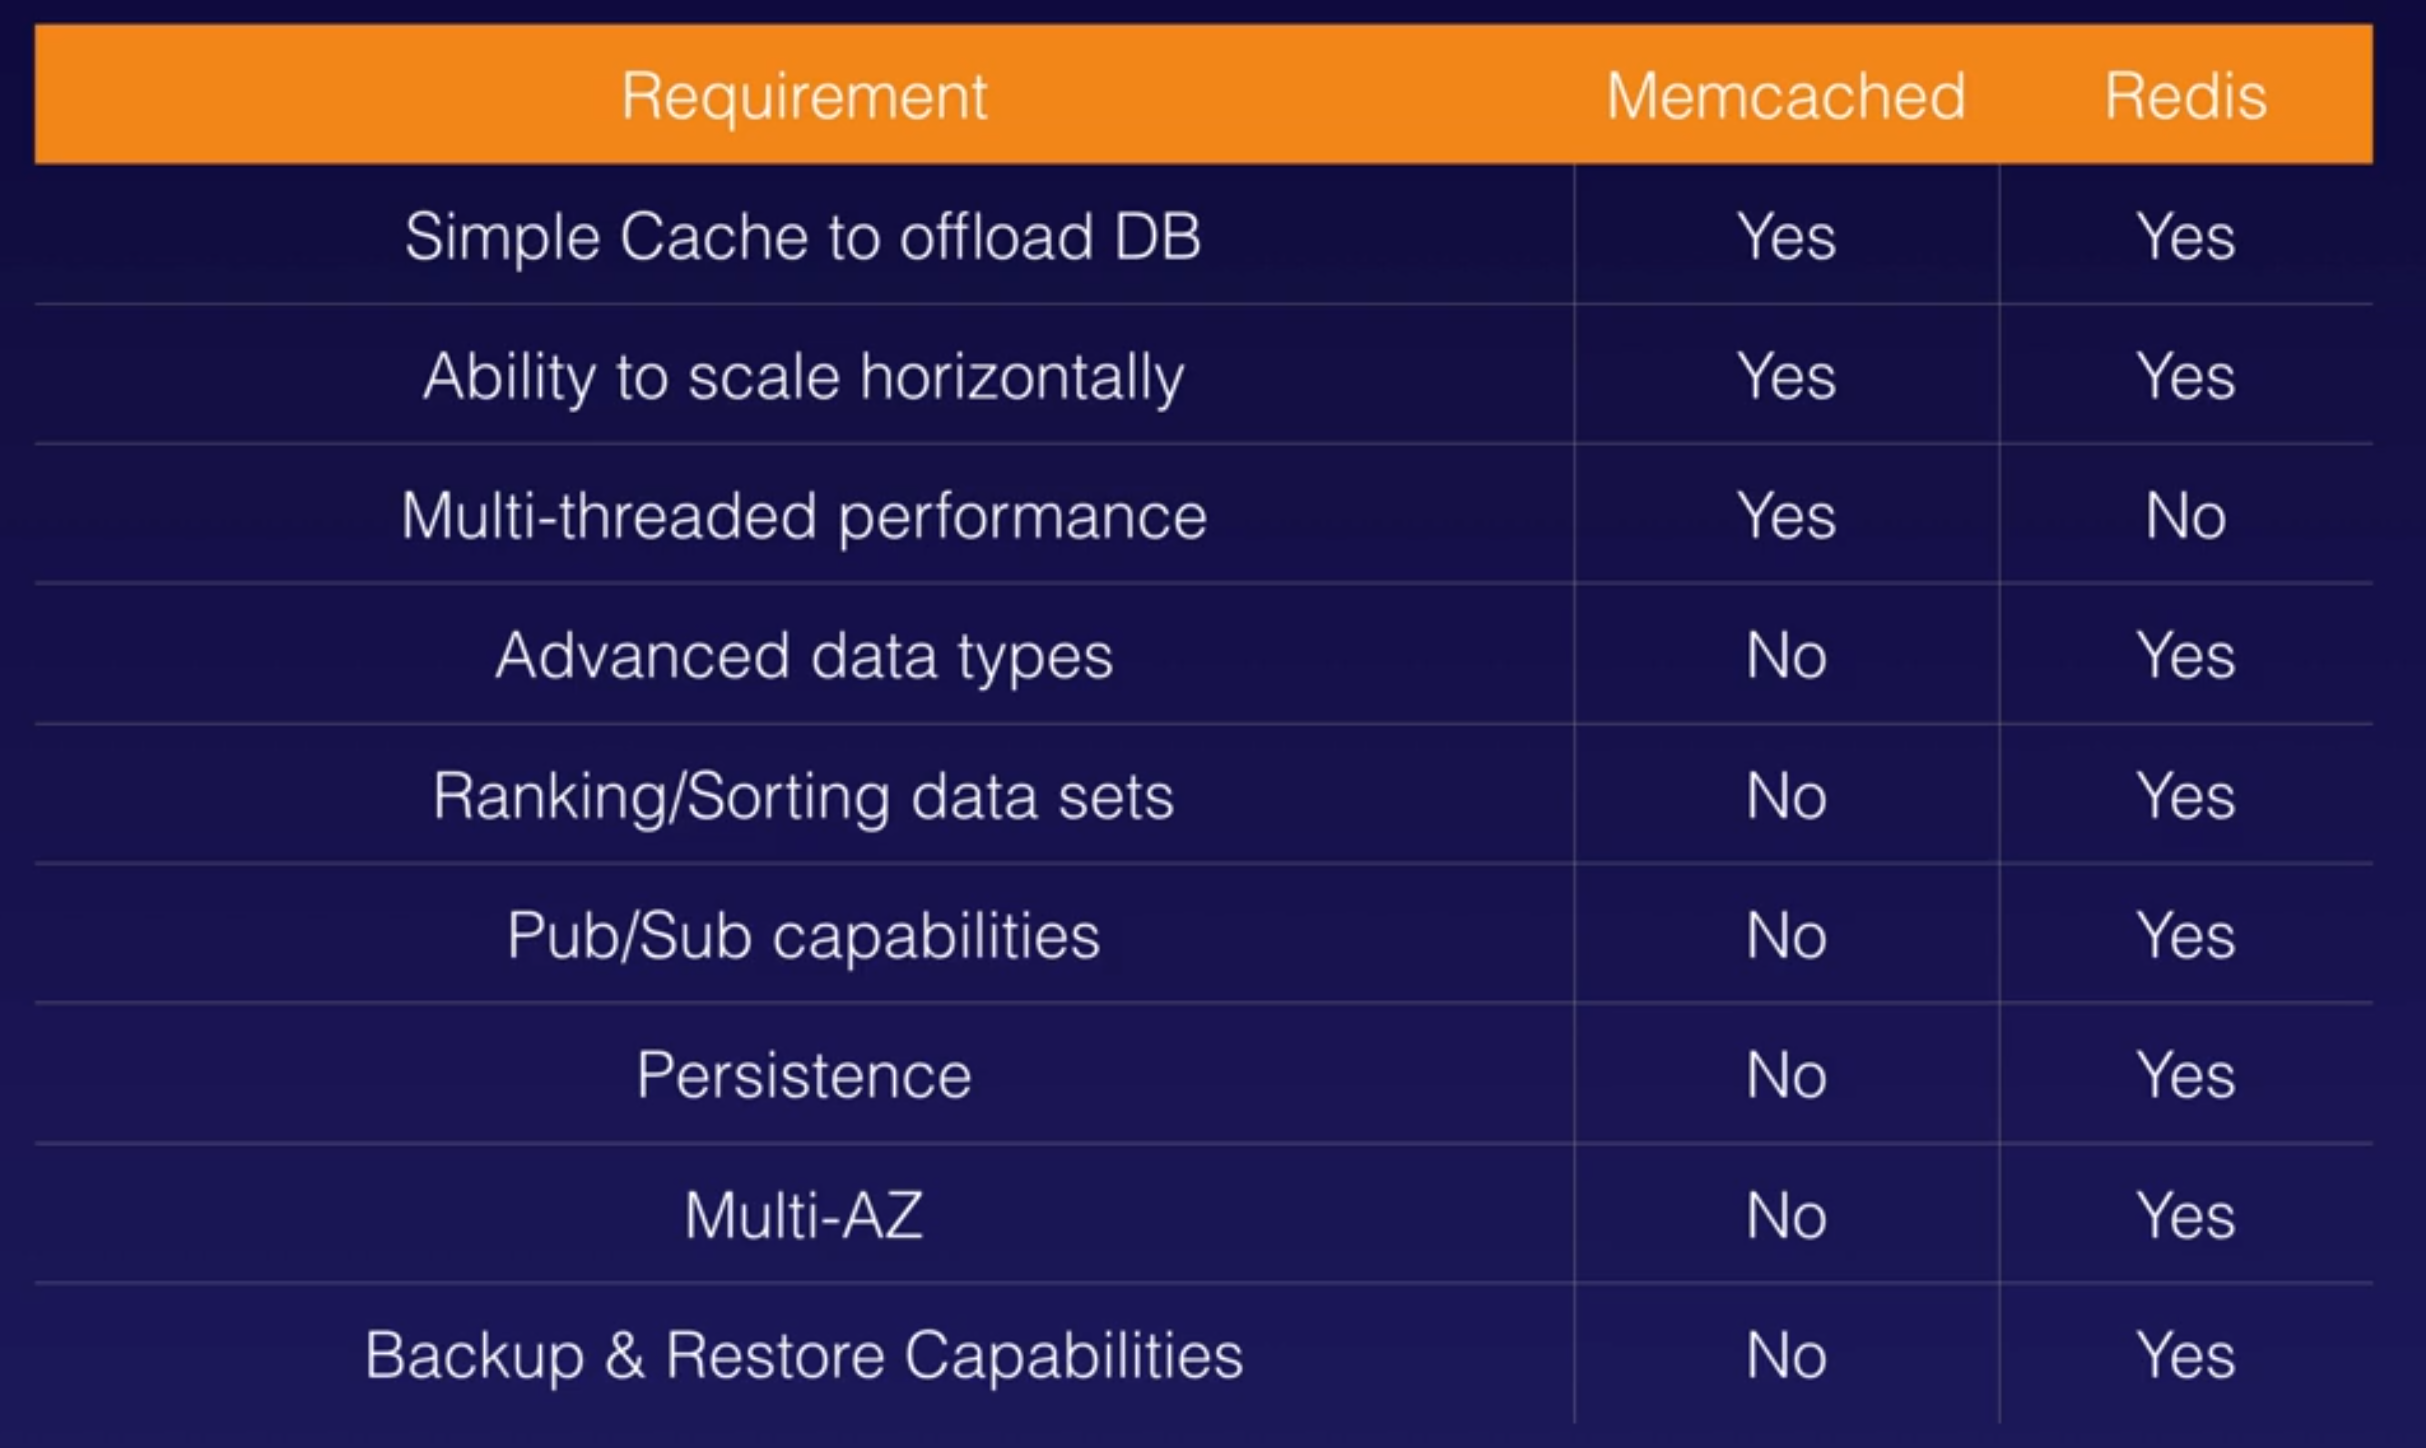 Requirement Memcached Redis
Simple Cache to offload DB Yes Yes
Ability to scale horizontally Yes Yes
Multi-threaded performance Yes No
Advanced data types No Yes
Ranking/Sorting data sets No Yes
Pub/Sub capabilities No Yes
Persistence No Yes
Multi-AZ No Yes
Backup & Restore Capabilities No Yes